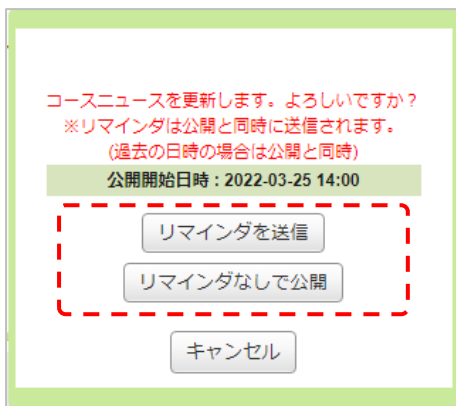 コースニュースを更新します。よろしいですか？
※リマインダは公開と同時に送信されます。
(過去の日時の場合は公開と同時)
公開開始日時：2022-03-25 14:00
リマインダを送信
リマインダなしで公開
キャンセル